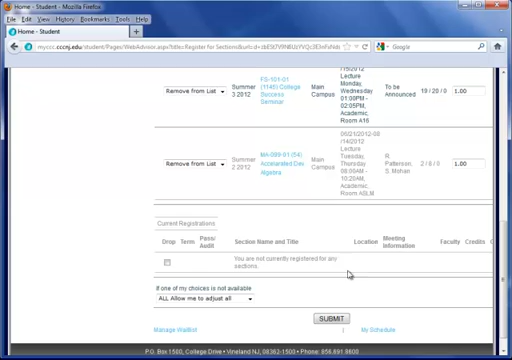 Home - Student - Mozilla Firefox
File Edit View History Bookmarks Tools Help
Home - Student
Google
7/9/2012
Lecture
Monday,
Wednesday
01:00PM -
02:05PM,
Academic,
Room A16
Remove from List
Summer
3 2012
FS-101-01
(1145) College
Success
Seminar
Main
Campus
To be
Announced
19 / 20 / 0
1.00
Remove from List
Summer
2 2012
MA-099-01 (54)
Accelerated Dev
Algebra
Main
Campus
06/21/2012-08
/14/2012
Lecture
Tuesday,
Thursday
08:00AM -
10:20AM,
Academic,
Room ABLM
R.
Patterson,
S. Mohan
2 / 8 / 0
1.00
Current Registrations
Drop Term Pass/
Audit Section Name and Title Location Meeting
Information Faculty Credits C
You are not currently registered for any
sections.
If one of my choices is not available
ALL Allow me to adjust all
SUBMIT
Manage Waitlist | My Schedule
P.O. Box 1500, College Drive • Vineland NJ, 08362-1500 • Phone: 856.691.8600